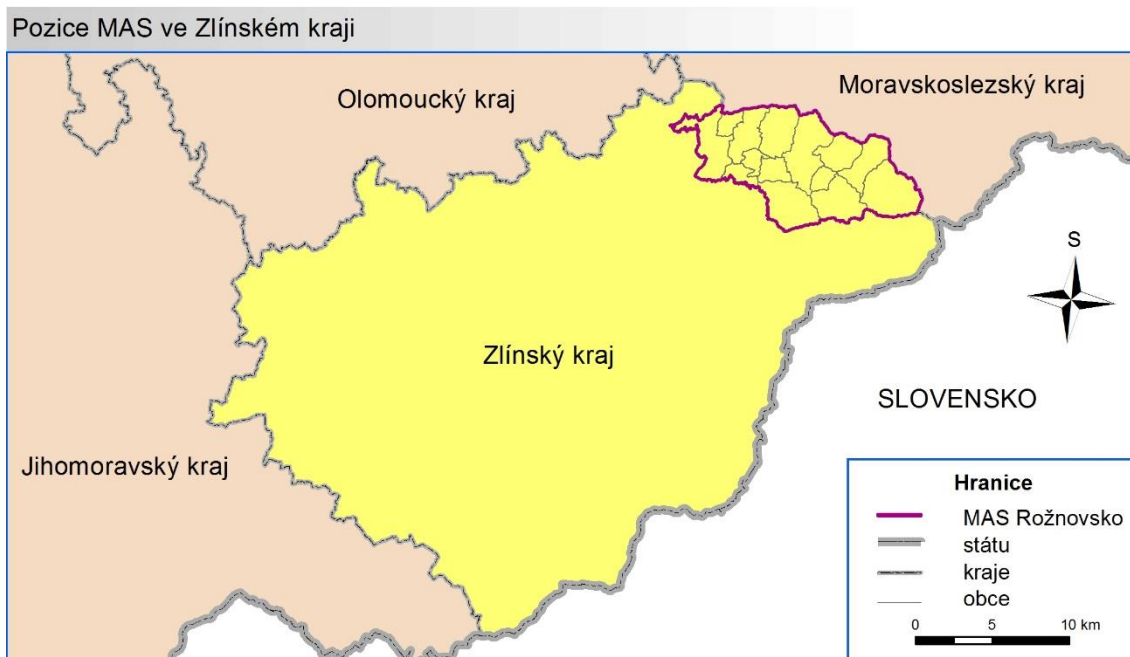 Pozice MAS ve Zlínském kraji
Olomoucký kraj
Moravskoslezský kraj
S
Zlínský kraj
SLOVENSKO
Jihomoravský kraj
Hranice
MAS Rožnovsko
státu
kraje
obce
0 5 10 km